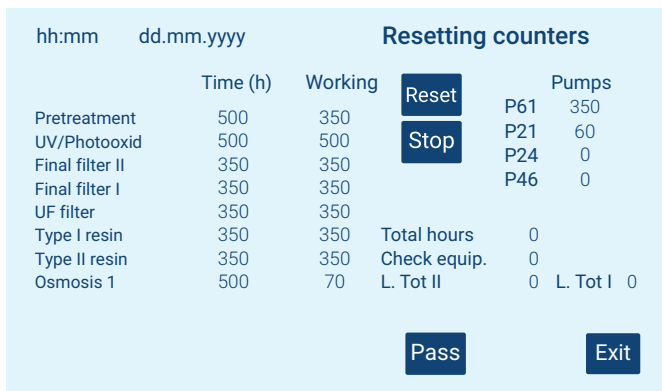 hh:mm dd.mm.yyyy Resetting counters
Time (h) Working Reset Pumps
P61 350
Pretreatment 500 350
UV/Photooxid 500 500 Stop P21 60
Final filter II 350 350 P24 0
Final filter I 350 350 P46 0
UF filter 350 350
Type I resin 350 350 Total hours 0
Type II resin 350 350 Check equip. 0
Osmosis 1 500 70 L. Tot II 0 L. Tot I 0
Pass Exit